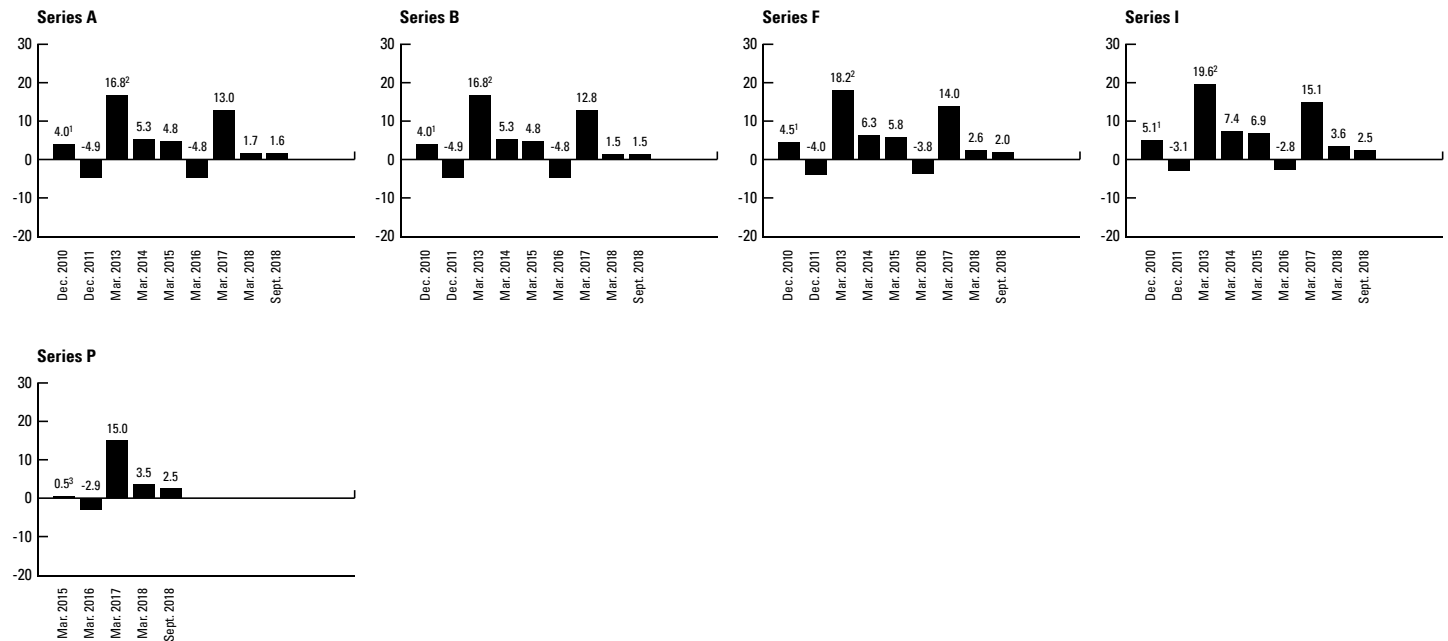 Series A
30
20
10
0
-10
-20
4.0¹
-4.9
16.8²
5.3
4.8
-4.8
13.0
1.7
1.6
Dec. 2010
Dec. 2011
Mar. 2013
Mar. 2014
Mar. 2015
Mar. 2016
Mar. 2017
Mar. 2018
Sept. 2018
Series B
30
20
10
0
-10
-20
4.0¹
-4.9
16.8²
5.3
4.8
-4.8
12.8
1.5
1.5
Dec. 2010
Dec. 2011
Mar. 2013
Mar. 2014
Mar. 2015
Mar. 2016
Mar. 2017
Mar. 2018
Sept. 2018
Series F
30
20
10
0
-10
-20
4.5¹
-4.0
18.2²
6.3
5.8
-3.8
14.0
2.6
2.0
Dec. 2010
Dec. 2011
Mar. 2013
Mar. 2014
Mar. 2015
Mar. 2016
Mar. 2017
Mar. 2018
Sept. 2018
Series I
30
20
10
0
-10
-20
5.1¹
-3.1
19.6²
7.4
6.9
-2.8
15.1
3.6
2.5
Dec. 2010
Dec. 2011
Mar. 2013
Mar. 2014
Mar. 2015
Mar. 2016
Mar. 2017
Mar. 2018
Sept. 2018
Series P
30
20
10
0
-10
-20
0.5³
-2.9
15.0
3.5
2.5
Mar. 2015
Mar. 2016
Mar. 2017
Mar. 2018
Sept. 2018